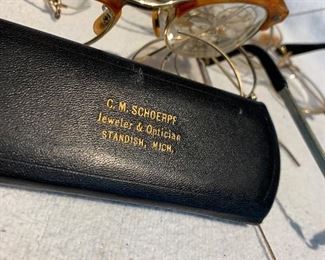 C. M. SCHOERPF
Jeweler & Optician
STANDISH, MICH.